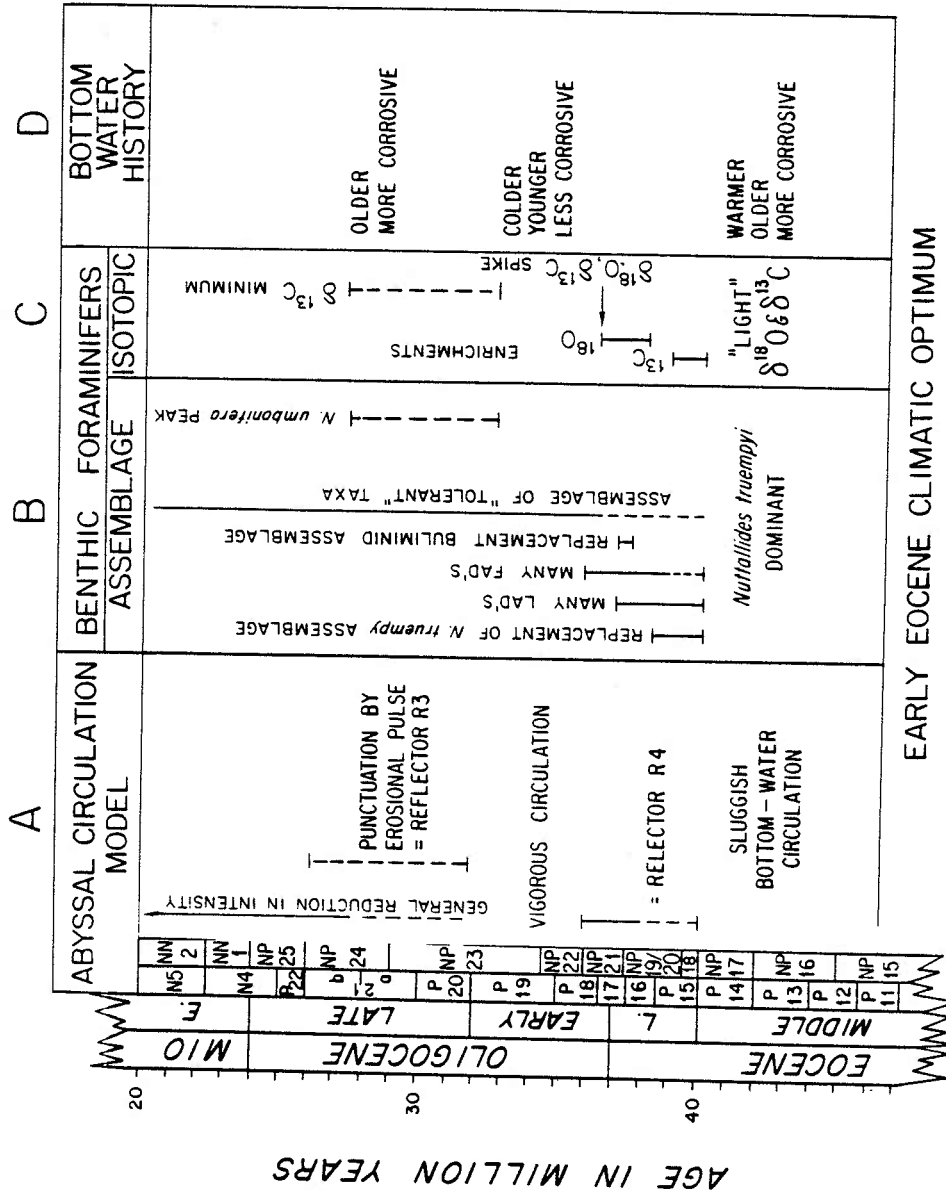 A
B
C
D
ABYSSAL CIRCULATION
MODEL
BENTHIC FORAMINIFERS
ASSEMBLAGE
ISOTOPIC
BOTTOM
WATER
HISTORY
AGE IN MILLION YEARS
20
30
40
MIO
OLIGOCENE
EOCENE
E.
LATE
EARLY
L.
MIDDLE
N5
N4
P22
b
21
a
P 20
P 19
P 18
17
16
P 15
P 14
P 13
P 12
P 11
NN 2
NN 1
NP 25
NP 24
NP 23
NP 22
NP 21
NP 19/
20
18
NP 17
NP 16
NP 15
GENERAL REDUCTION IN INTENSITY
PUNCTUATION BY
EROSIONAL PULSE
= REFLECTOR R3
VIGOROUS CIRCULATION
= RELECTOR R4
SLUGGISH
BOTTOM-WATER
CIRCULATION
REPLACEMENT OF N. truempy ASSEMBLAGE
MANY LAD'S
MANY FAD'S
REPLACEMENT BULIMINID ASSEMBLAGE
ASSEMBLAGE OF "TOLERANT" TAXA
N. umbonifera PEAK
Nuttallides truempyi
DOMINANT
δ 13C MINIMUM
ENRICHMENTS
18O
13C
δ18O, δ13C
SPIKE
"LIGHT"
δ18O & δ13C
OLDER
MORE CORROSIVE
COLDER
YOUNGER
LESS CORROSIVE
WARMER
OLDER
MORE CORROSIVE
EARLY EOCENE CLIMATIC OPTIMUM